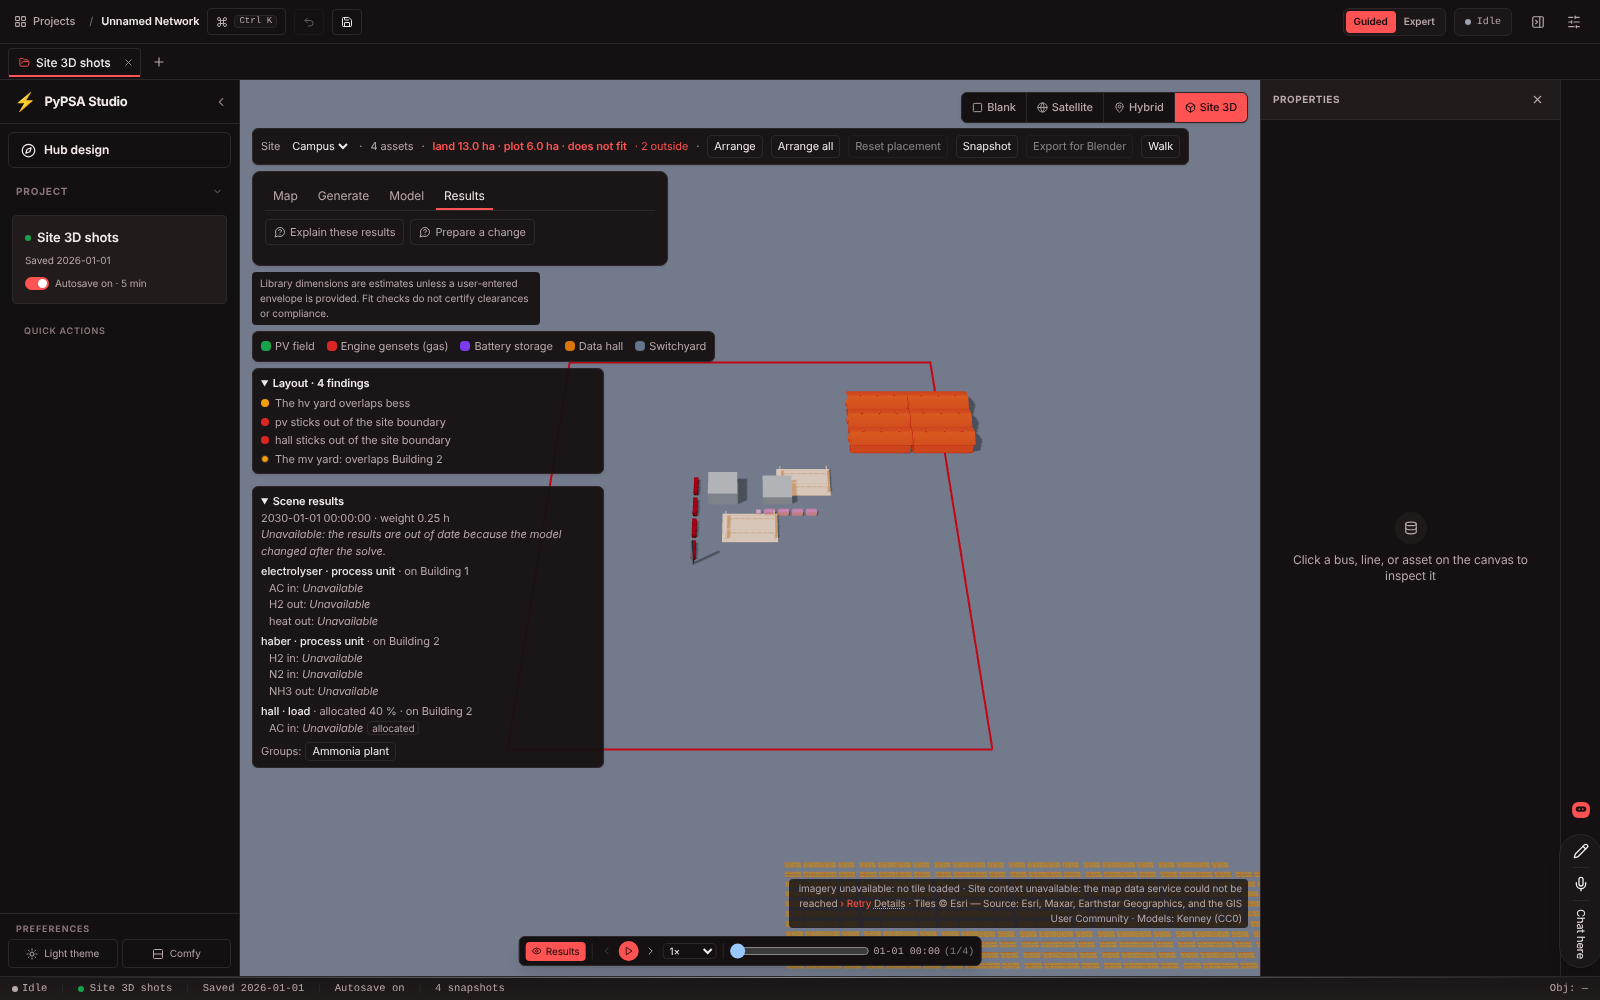 Projects / Unnamed Network Ctrl K Guided Expert Idle
Site 3D shots
PyPSA Studio
Hub design
PROJECT
Site 3D shots
Saved 2026-01-01
Autosave on · 5 min
QUICK ACTIONS
PREFERENCES
Light theme Comfy
Blank Satellite Hybrid Site 3D
Site Campus · 4 assets · land 13.0 ha · plot 6.0 ha · does not fit · 2 outside · Arrange Arrange all Reset placement Snapshot Export for Blender Walk
Map Generate Model Results
Explain these results Prepare a change
Library dimensions are estimates unless a user-entered
envelope is provided. Fit checks do not certify clearances
or compliance.
PV field Engine gensets (gas) Battery storage Data hall Switchyard
Layout · 4 findings
The hv yard overlaps bess
pv sticks out of the site boundary
hall sticks out of the site boundary
The mv yard: overlaps Building 2
Scene results
2030-01-01 00:00:00 · weight 0.25 h
Unavailable: the results are out of date because the model
changed after the solve.
electrolyser · process unit · on Building 1
AC in: Unavailable
H2 out: Unavailable
heat out: Unavailable
haber · process unit · on Building 2
H2 in: Unavailable
N2 in: Unavailable
NH3 out: Unavailable
hall · load · allocated 40 % · on Building 2
AC in: Unavailable allocated
Groups: Ammonia plant
imagery unavailable: no tile loaded · Site context unavailable: the map data service could not be
reached › Retry Details · Tiles © Esri — Source: Esri, Maxar, Earthstar Geographics, and the GIS
User Community · Models: Kenney (CC0)
Results 1× 01-01 00:00 (1/4)
PROPERTIES
Click a bus, line, or asset on the canvas to
inspect it
Chat here
Idle Site 3D shots Saved 2026-01-01 Autosave on 4 snapshots Obj: —